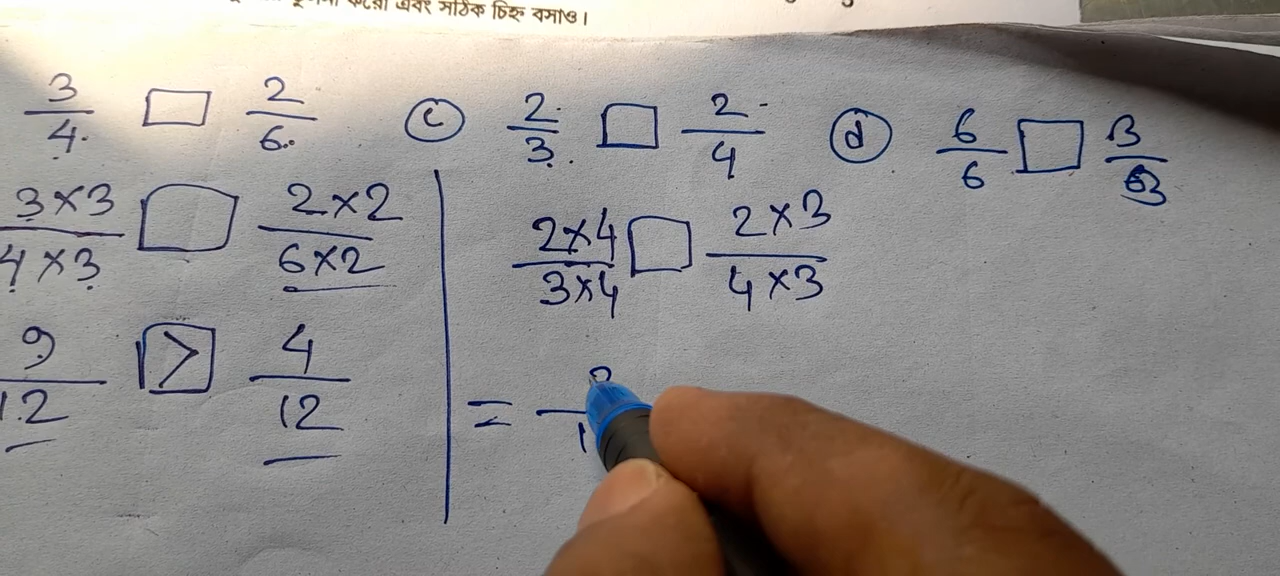 করো এবং সঠিক চিহ্ন বসাও।
3/4 □ 2/6
3×3/4×3 □ 2×2/6×2
9/12 > 4/12
c 2/3 □ 2/4
2×4/3×4 □ 2×3/4×3
=
d 6/6 □ 3/